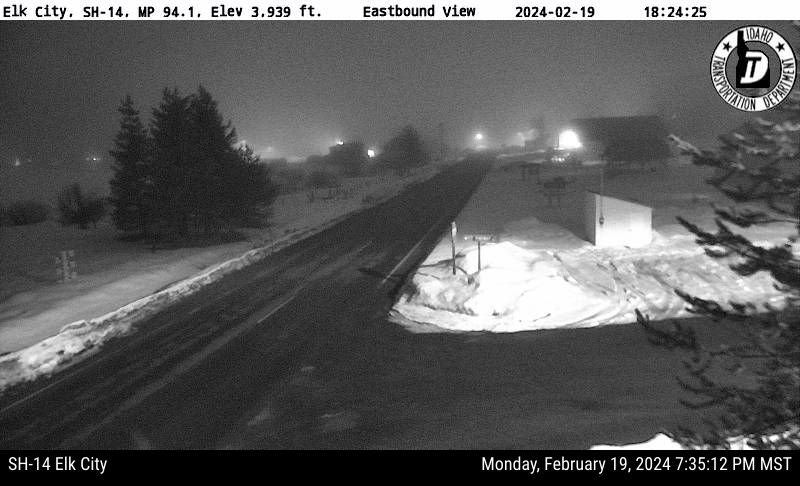 Elk City, SH-14, MP 94.1, Elev 3,939 ft. Eastbound View 2024-02-19 18:24:25
IDAHO
TRANSPORTATION DEPARTMENT
SH-14 Elk City Monday, February 19, 2024 7:35:12 PM MST